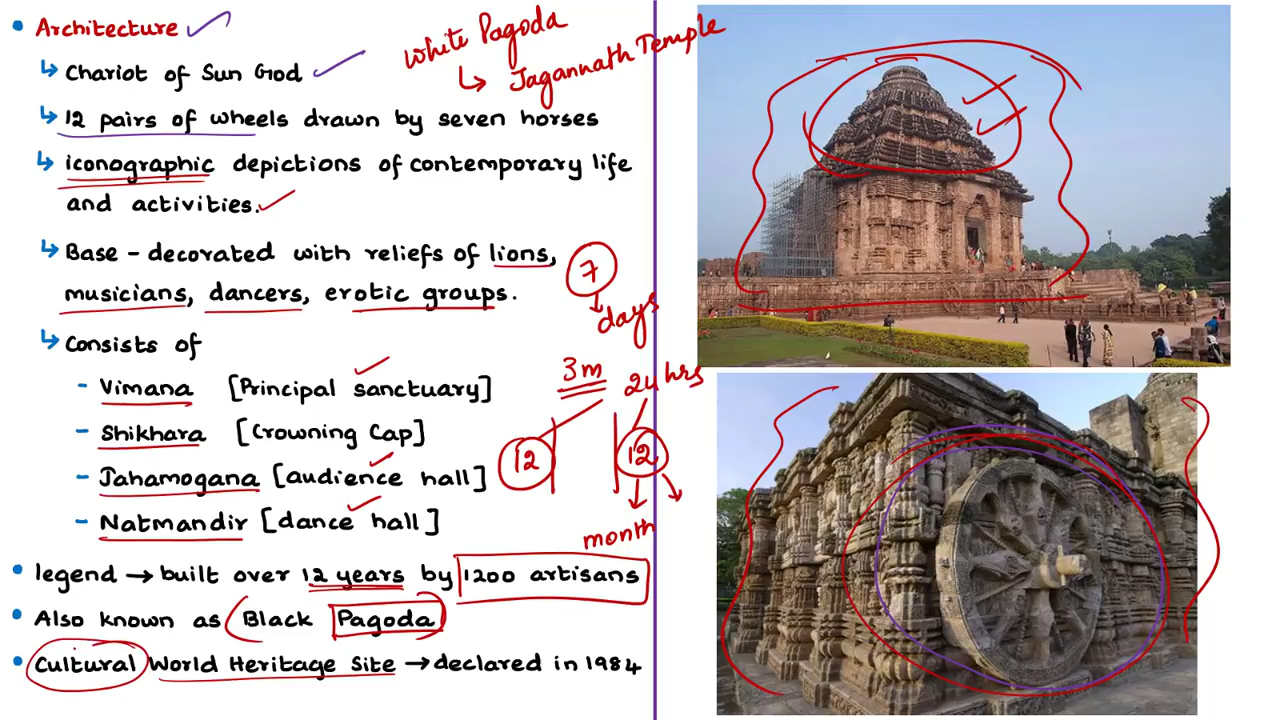 Architecture
White Pagoda
Jagannath Temple
Chariot of Sun God
12 pairs of wheels drawn by seven horses
iconographic depictions of contemporary life
and activities.
Base - decorated with reliefs of lions,
musicians, dancers, erotic groups.
7
days
Consists of
- Vimana [Principal sanctuary]
3m
24 hrs
- Shikhara [Crowning Cap]
12
12
- Jahamogana [audience hall]
- Natmandir [dance hall]
month
legend → built over 12 years by 1200 artisans
Also known as Black Pagoda
Cultural World Heritage Site → declared in 1984